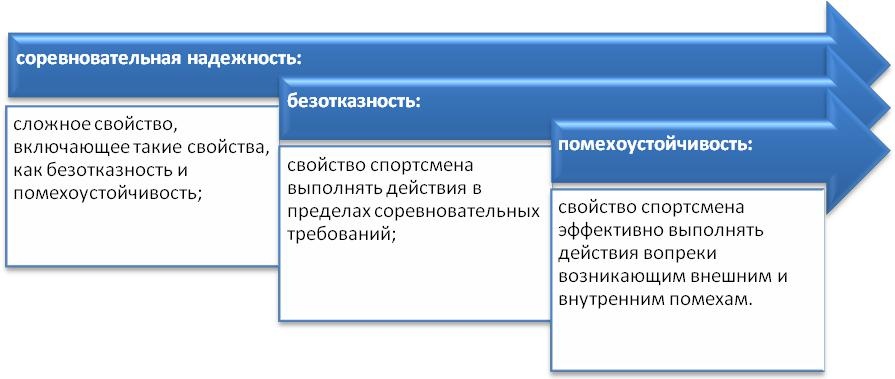 соревновательная надежность:
сложное свойство,
включающее такие свойства,
как безотказность и
помехоустойчивость;
безотказность:
свойство спортсмена
выполнять действия в
пределах соревновательных
требований;
помехоустойчивость:
свойство спортсмена
эффективно выполнять
действия вопреки
возникающим внешним и
внутренним помехам.